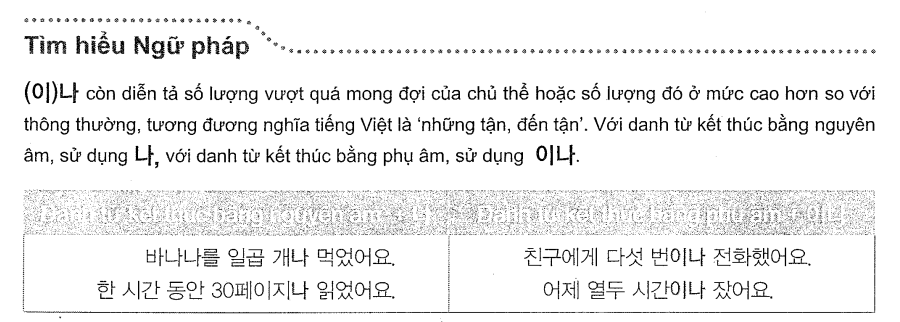 Tìm hiểu Ngữ pháp
(이)나 còn diễn tả số lượng vượt quá mong đợi của chủ thể hoặc số lượng đó ở mức cao hơn so với
thông thường, tương đương nghĩa tiếng Việt là ‘những tận, đến tận’. Với danh từ kết thúc bằng nguyên
âm, sử dụng 나, với danh từ kết thúc bằng phụ âm, sử dụng 이나.
Danh từ kết thúc bằng nguyên âm + 나 Danh từ kết thúc bằng phụ âm + 이나
바나나를 일곱 개나 먹었어요. 친구에게 다섯 번이나 전화했어요.
한 시간 동안 30페이지나 읽었어요. 어제 열두 시간이나 잤어요.